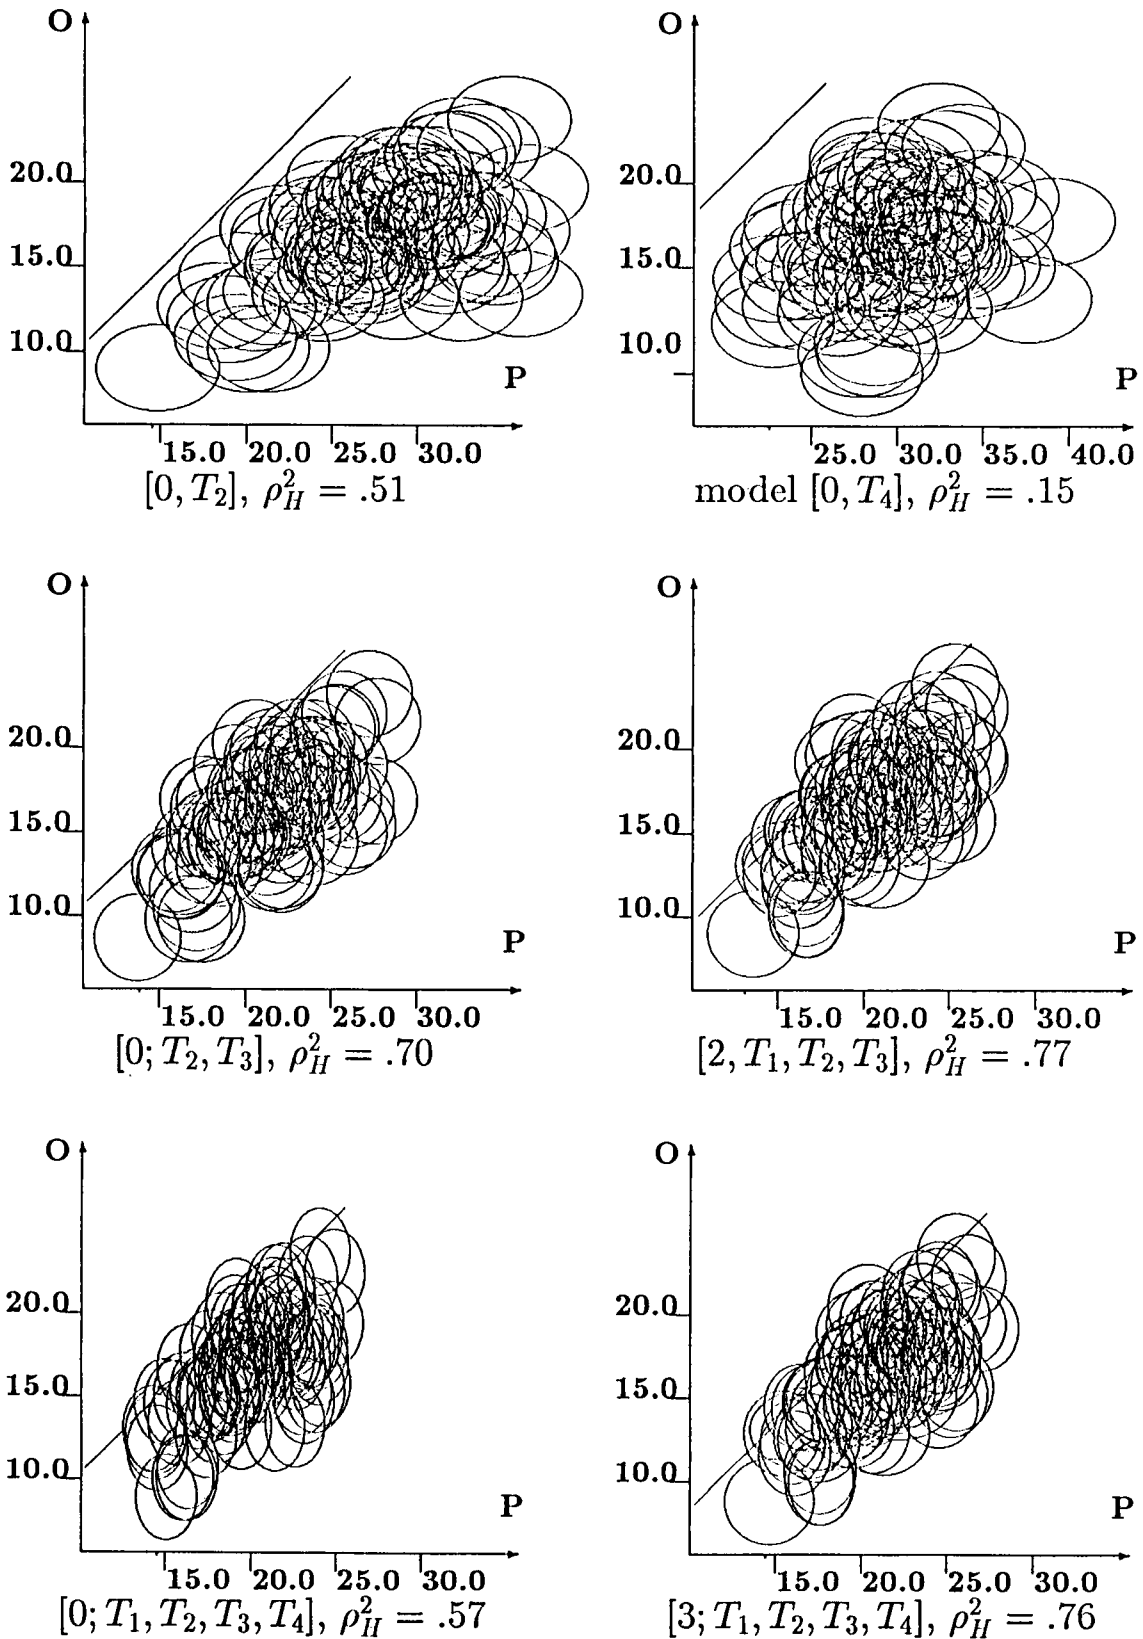 O
20.0
15.0
10.0
P
15.0 20.0 25.0 30.0
[0, T₂], ρ²_H = .51
O
20.0
15.0
10.0
P
25.0 30.0 35.0 40.0
model [0, T₄], ρ²_H = .15
O
20.0
15.0
10.0
P
15.0 20.0 25.0 30.0
[0; T₂, T₃], ρ²_H = .70
O
20.0
15.0
10.0
P
15.0 20.0 25.0 30.0
[2, T₁, T₂, T₃], ρ²_H = .77
O
20.0
15.0
10.0
P
15.0 20.0 25.0 30.0
[0; T₁, T₂, T₃, T₄], ρ²_H = .57
O
20.0
15.0
10.0
P
15.0 20.0 25.0 30.0
[3; T₁, T₂, T₃, T₄], ρ²_H = .76